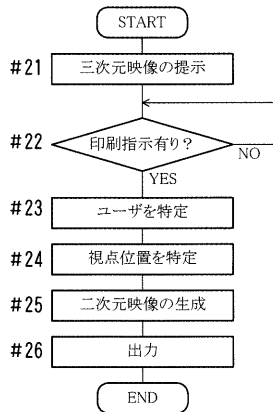 START
#21 三次元映像の提示
#22 印刷指示有り?
NO
YES
#23 ユーザを特定
#24 視点位置を特定
#25 二次元映像の生成
#26 出力
END